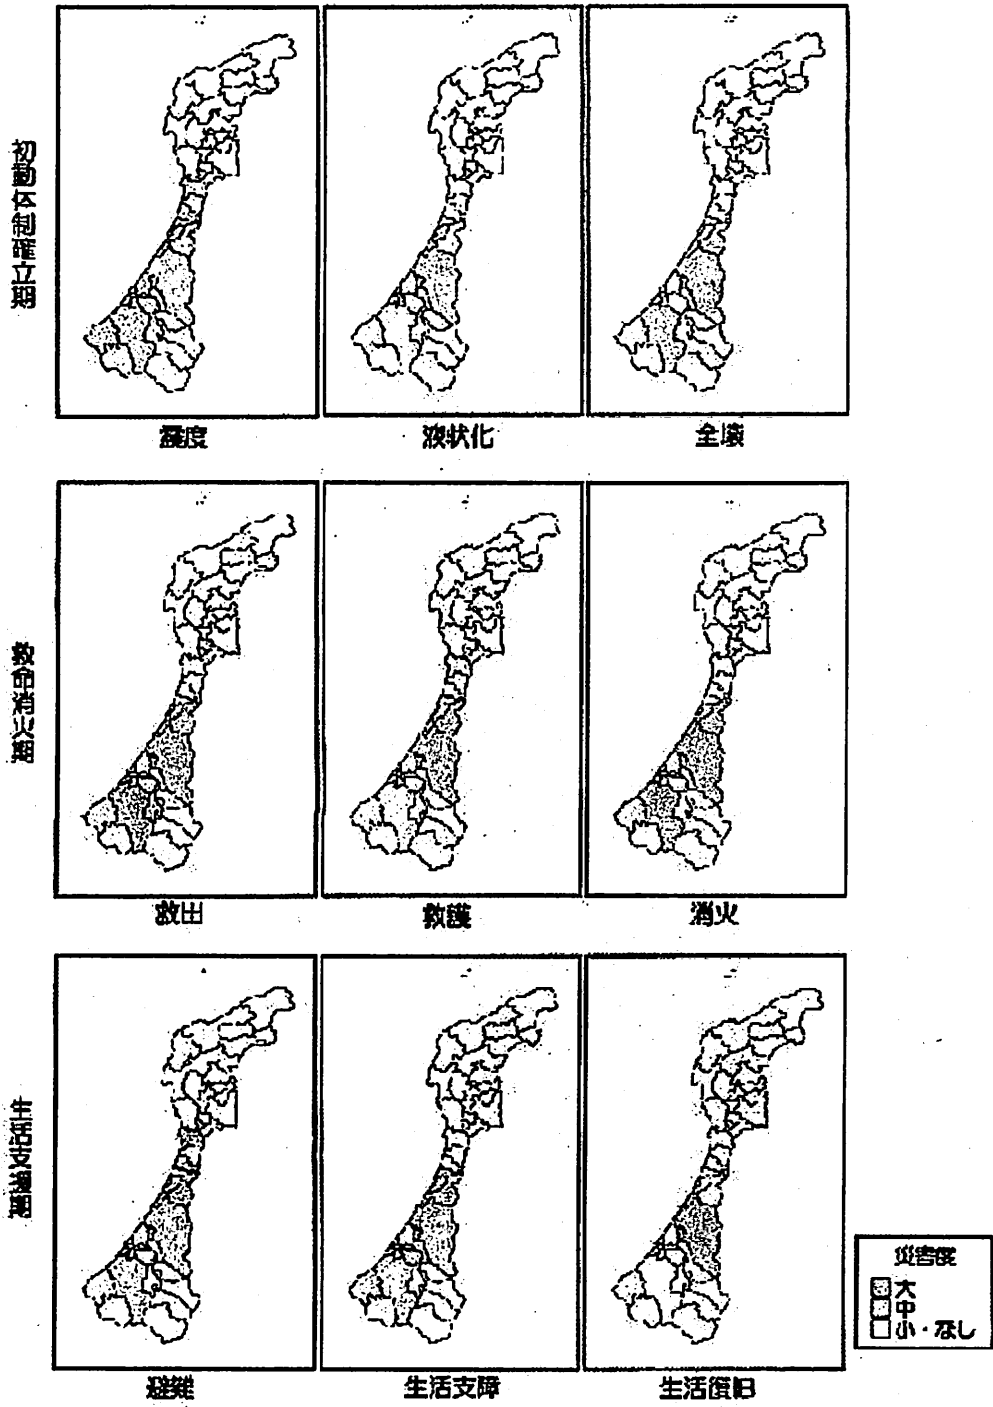 初動体制確立期
震度
液状化
全壊
救命消火期
救出
救護
消火
生活支援期
避難
生活支障
生活復旧
災害度
大
中
小・なし